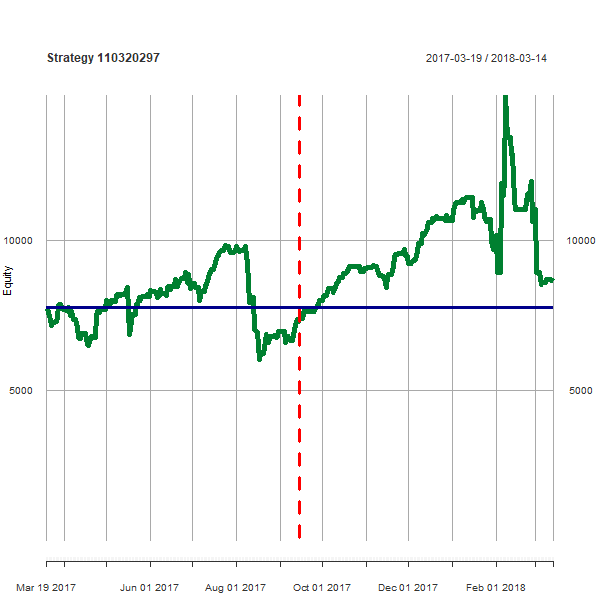 Strategy 110320297
2017-03-19 / 2018-03-14
10000
10000
Equity
5000
5000
Mar 19 2017
Jun 01 2017
Aug 01 2017
Oct 01 2017
Dec 01 2017
Feb 01 2018